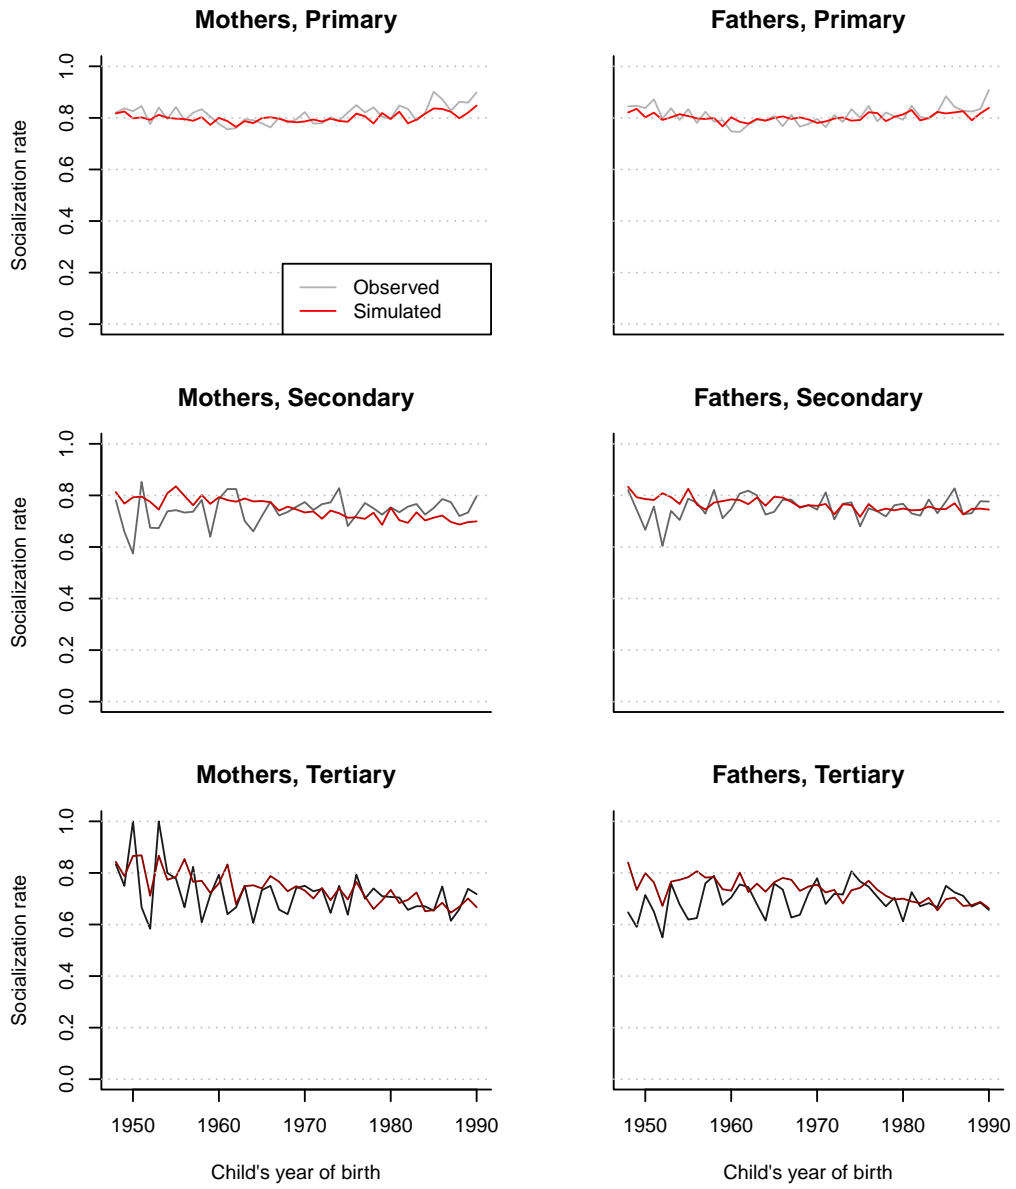 Mothers, Primary
Fathers, Primary
Socialization rate
1.0
0.8
0.6
0.4
0.2
0.0
Observed
Simulated
Mothers, Secondary
Fathers, Secondary
Socialization rate
1.0
0.8
0.6
0.4
0.2
0.0
Mothers, Tertiary
Fathers, Tertiary
Socialization rate
1.0
0.8
0.6
0.4
0.2
0.0
1950 1960 1970 1980 1990
1950 1960 1970 1980 1990
Child's year of birth
Child's year of birth